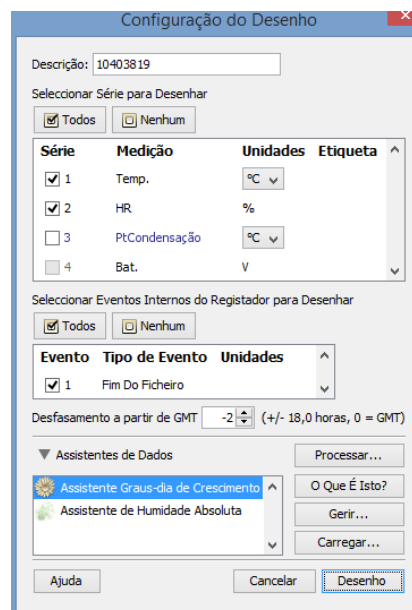 Configuração do Desenho
Descrição: 10403819
Seleccionar Série para Desenhar
Todos Nenhum
Série Medição Unidades Etiqueta
1 Temp. ºC
2 HR %
3 PtCondensação ºC
4 Bat. V
Seleccionar Eventos Internos do Registador para Desenhar
Todos Nenhum
Evento Tipo de Evento Unidades
1 Fim Do Ficheiro
Desfasamento a partir de GMT -2 (+/- 18,0 horas, 0 = GMT)
Assistentes de Dados Processar...
Assistente Graus-dia de Crescimento O Que É Isto?
Assistente de Humidade Absoluta Gerir...
Carregar...
Ajuda Cancelar Desenho